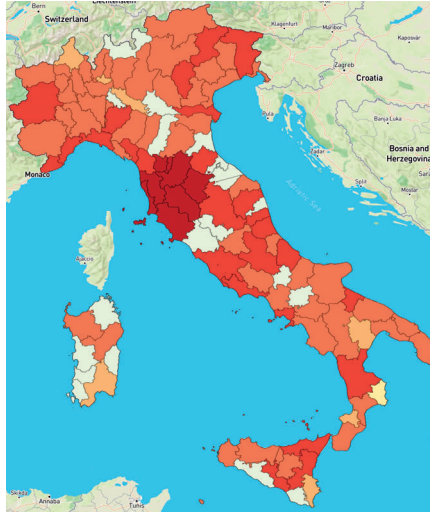 Bern
Liechtenstein
Switzerland
Klagenfurt
Maribor
Kaposvár
Zagreb
Croatia
Pula
Banja Luka
Bosnia and
Herzegovina
Zadar
Split
Mostar
Monaco
Adriatic Sea
Ajaccio
Skikda
Annaba
Tunis